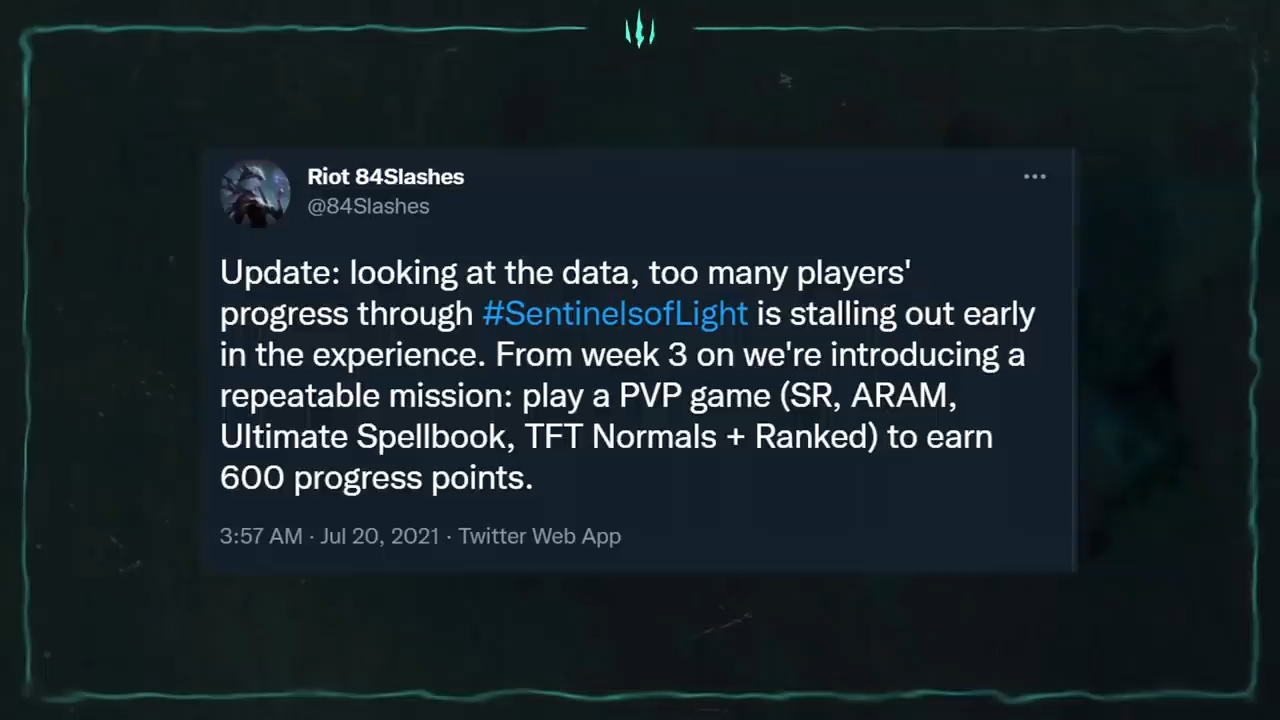 Riot 84Slashes
@84Slashes
Update: looking at the data, too many players'
progress through #SentinelsofLight is stalling out early
in the experience. From week 3 on we're introducing a
repeatable mission: play a PVP game (SR, ARAM,
Ultimate Spellbook, TFT Normals + Ranked) to earn
600 progress points.
3:57 AM · Jul 20, 2021 · Twitter Web App